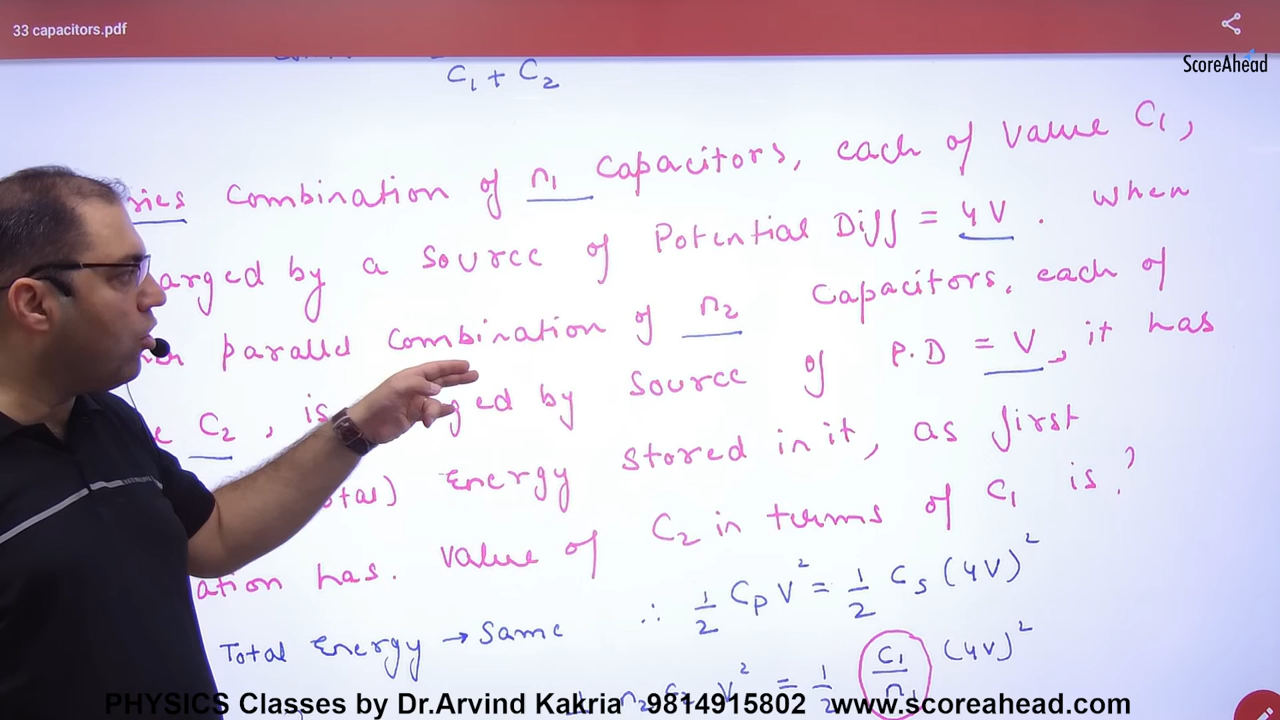 33 capacitors.pdf
ScoreAhead
C1 + C2
Combination of n1 Capacitors, each of value C1,
by a source of Potential Diff = 4V. When
parallel Combination of n2 Capacitors, each of
C2, is by source of P.D = V, it has
Energy stored in it, as first
has. value of C2 in terms of C1 is?
Total Energy → Same ∴ 1/2 CpV² = 1/2 Cs (4V)²
V² = 1/2 C1/n1 (4V)²
PHYSICS Classes by Dr.Arvind Kakria 9814915802 www.scoreahead.com